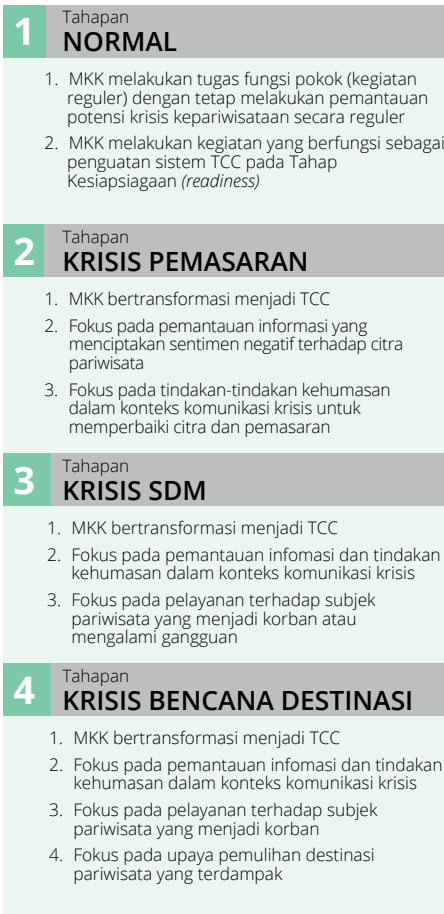 1
Tahapan
NORMAL
1. MKK melakukan tugas fungsi pokok (kegiatan
reguler) dengan tetap melakukan pemantauan
potensi krisis kepariwisataan secara reguler
2. MKK melakukan kegiatan yang berfungsi sebagai
penguatan sistem TCC pada Tahap
Kesiapsiagaan (readiness)
2
Tahapan
KRISIS PEMASARAN
1. MKK bertransformasi menjadi TCC
2. Fokus pada pemantauan informasi yang
menciptakan sentimen negatif terhadap citra
pariwisata
3. Fokus pada tindakan-tindakan kehumasan
dalam konteks komunikasi krisis untuk
memperbaiki citra dan pemasaran
3
Tahapan
KRISIS SDM
1. MKK bertransformasi menjadi TCC
2. Fokus pada pemantauan infomasi dan tindakan
kehumasan dalam konteks komunikasi krisis
3. Fokus pada pelayanan terhadap subjek
pariwisata yang menjadi korban atau
mengalami gangguan
4
Tahapan
KRISIS BENCANA DESTINASI
1. MKK bertransformasi menjadi TCC
2. Fokus pada pemantauan infomasi dan tindakan
kehumasan dalam konteks komunikasi krisis
3. Fokus pada pelayanan terhadap subjek
pariwisata yang menjadi korban
4. Fokus pada upaya pemulihan destinasi
pariwisata yang terdampak